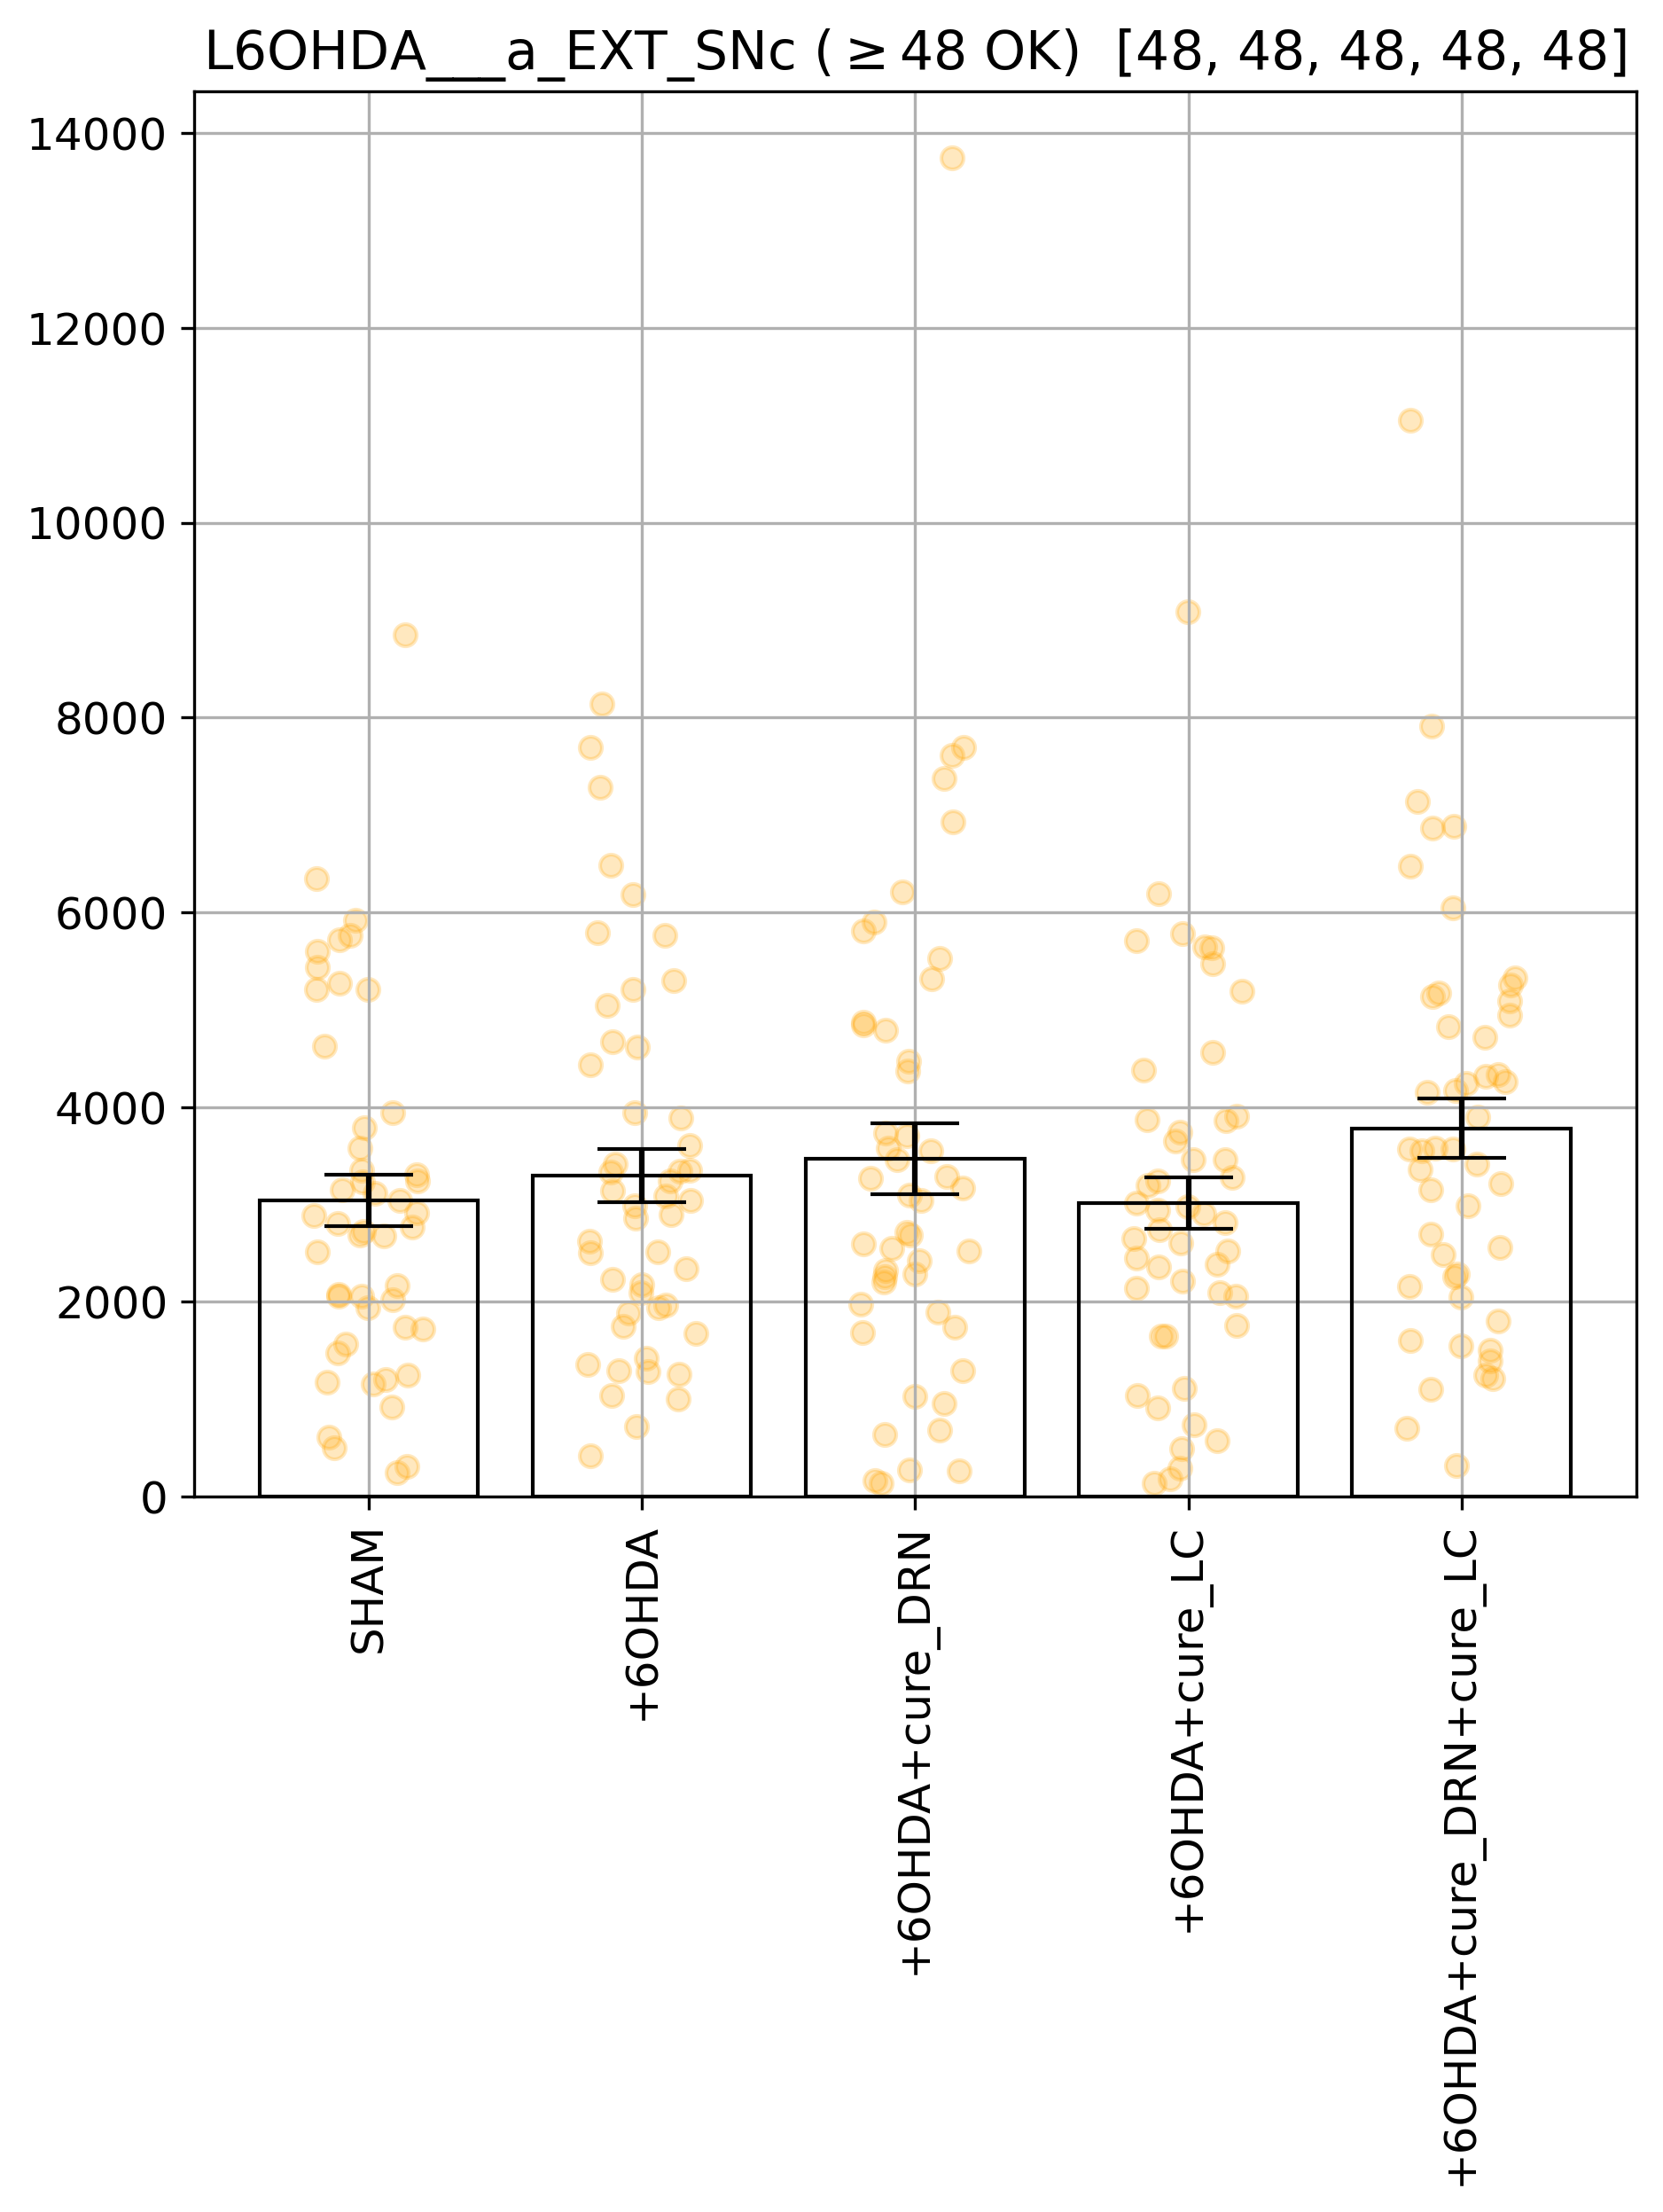 L6OHDA___a_EXT_SNc (≥48 OK) [48, 48, 48, 48, 48]
14000
12000
10000
8000
6000
4000
2000
0
SHAM
+6OHDA
+6OHDA+cure_DRN
+6OHDA+cure_LC
+6OHDA+cure_DRN+cure_LC